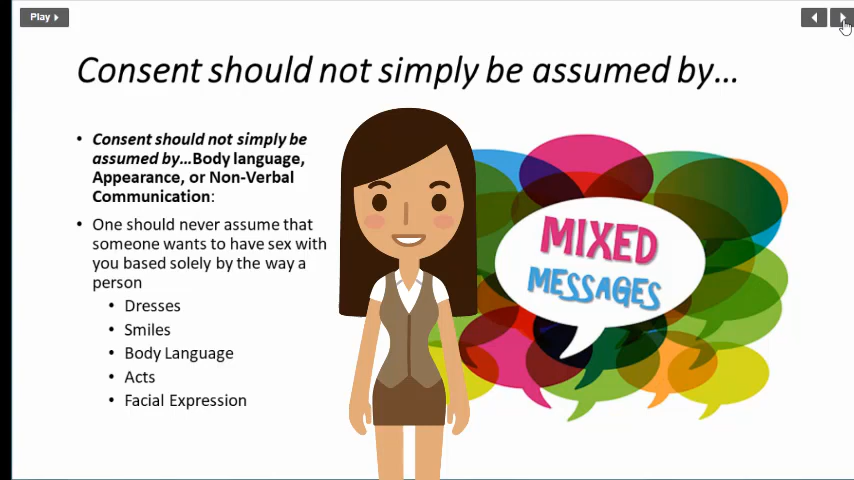 Play
Consent should not simply be assumed by…
• Consent should not simply be
assumed by…Body language,
Appearance, or Non-Verbal
Communication:
• One should never assume that
someone wants to have sex with
you based solely by the way a
person
• Dresses
• Smiles
• Body Language
• Acts
• Facial Expression
MIXED
MESSAGES